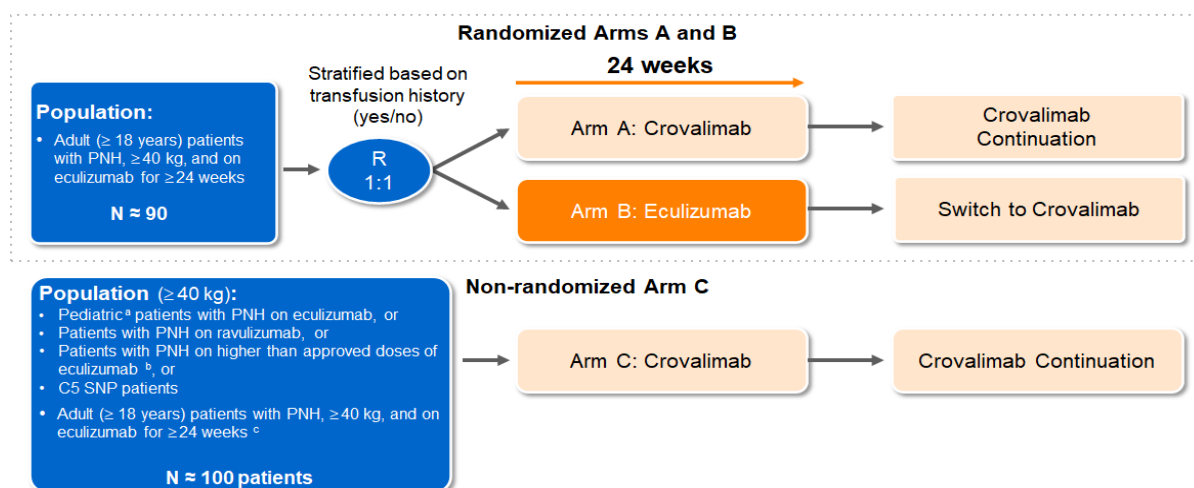 Randomized Arms A and B
24 weeks
Stratified based on
transfusion history
(yes/no)
Population:
• Adult (≥ 18 years) patients
with PNH, ≥40 kg, and on
eculizumab for ≥24 weeks
N ≈ 90
R
1:1
Arm A: Crovalimab
Crovalimab
Continuation
Arm B: Eculizumab
Switch to Crovalimab
Non-randomized Arm C
Population (≥40 kg):
• Pediatric a patients with PNH on eculizumab, or
• Patients with PNH on ravulizumab, or
• Patients with PNH on higher than approved doses of
eculizumab b, or
• C5 SNP patients
• Adult (≥ 18 years) patients with PNH, ≥40 kg, and on
eculizumab for ≥24 weeks c
N ≈ 100 patients
Arm C: Crovalimab
Crovalimab Continuation